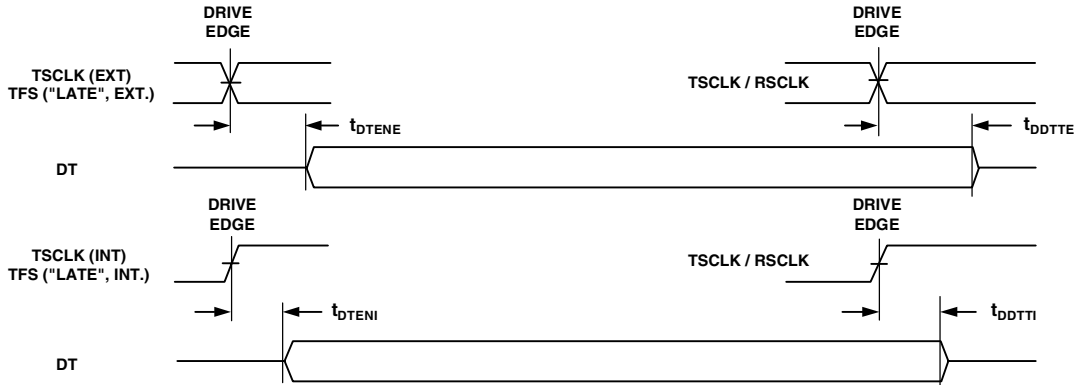 DRIVE
EDGE
DRIVE
EDGE
TSCLK (EXT)
TFS ("LATE", EXT.)
TSCLK / RSCLK
tDTENE
tDDTTE
DT
DRIVE
EDGE
DRIVE
EDGE
TSCLK (INT)
TFS ("LATE", INT.)
TSCLK / RSCLK
tDTENI
tDDTTI
DT